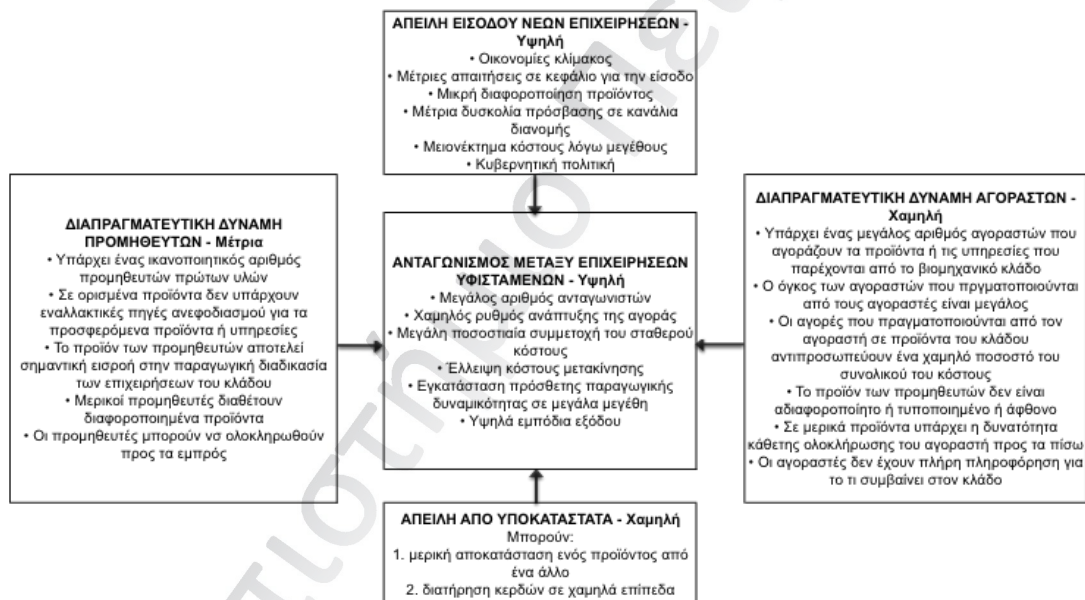 ΑΠΕΙΛΗ ΕΙΣΟΔΟΥ ΝΕΩΝ ΕΠΙΧΕΙΡΗΣΕΩΝ -
Υψηλή
• Οικονομίες κλίμακος
• Μέτριες απαιτήσεις σε κεφάλιο για την είσοδο
• Μικρή διαφοροποίηση προϊόντος
• Μέτρια δυσκολία πρόσβασης σε κανάλια
διανομής
• Μειονέκτημα κόστους λόγω μεγέθους
• Κυβερνητική πολιτική
ΔΙΑΠΡΑΓΜΑΤΕΥΤΙΚΗ ΔΥΝΑΜΗ
ΠΡΟΜΗΘΕΥΤΩΝ - Μέτρια
• Υπάρχει ένας ικανοποιητικός αριθμός
προμηθευτών πρώτων υλών
• Σε ορισμένα προϊόντα δεν υπάρχουν
εναλλακτικές πηγές ανεφοδιασμού για τα
προσφερόμενα προϊόντα ή υπηρεσίες
• Το προϊόν των προμηθευτών αποτελεί
σημαντική εισροή στην παραγωγική διαδικασία
των επιχειρήσεων του κλάδου
• Μερικοί προμηθευτές διαθέτουν
διαφοροποιημένα προϊόντα
• Οι προμηθευτές μπορούν νσ ολοκληρωθούν
προς τα εμπρός
ΑΝΤΑΓΩΝΙΣΜΟΣ ΜΕΤΑΞΥ ΕΠΙΧΕΙΡΗΣΕΩΝ
ΥΦΙΣΤΑΜΕΝΩΝ - Υψηλή
• Μεγάλος αριθμός ανταγωνιστών
• Χαμηλός ρυθμός ανάπτυξης της αγοράς
• Μεγάλη ποσοστιαία συμμετοχή του σταθερού
κόστους
• Έλλειψη κόστους μετακίνησης
• Εγκατάσταση πρόσθετης παραγωγικής
δυναμικότητας σε μεγάλα μεγέθη
• Υψηλά εμπόδια εξόδου
ΔΙΑΠΡΑΓΜΑΤΕΥΤΙΚΗ ΔΥΝΑΜΗ ΑΓΟΡΑΣΤΩΝ -
Χαμηλή
• Υπάρχει ένας μεγάλος αριθμός αγοραστών που
αγοράζουν τα προϊόντα ή τις υπηρεσίες που
παρέχονται από το βιομηχανικό κλάδο
• Ο όγκος των αγοραστών που πργματοποιούνται
από τους αγοραστές είναι μεγάλος
• Οι αγορές που πραγματοποιούνται από τον
αγοραστή σε προϊόντα του κλάδου
αντιπροσωπεύουν ένα χαμηλό ποσοστό του
συνολικού του κόστους
• Το προϊόν των προμηθευτών δεν είναι
αδιαφοροποίητο ή τυποποιημένο ή άφθονο
• Σε μερικά προϊόντα υπάρχει η δυνατότητα
κάθετης ολοκλήρωσης του αγοραστή προς τα πίσω
• Οι αγοραστές δεν έχουν πλήρη πληροφόρηση για
το τι συμβαίνει στον κλάδο
ΑΠΕΙΛΗ ΑΠΟ ΥΠΟΚΑΤΑΣΤΑΤΑ - Χαμηλή
Μπορούν:
1. μερική αποκατάσταση ενός προϊόντος από
ένα άλλο
2. διατήρηση κερδών σε χαμηλά επίπεδα